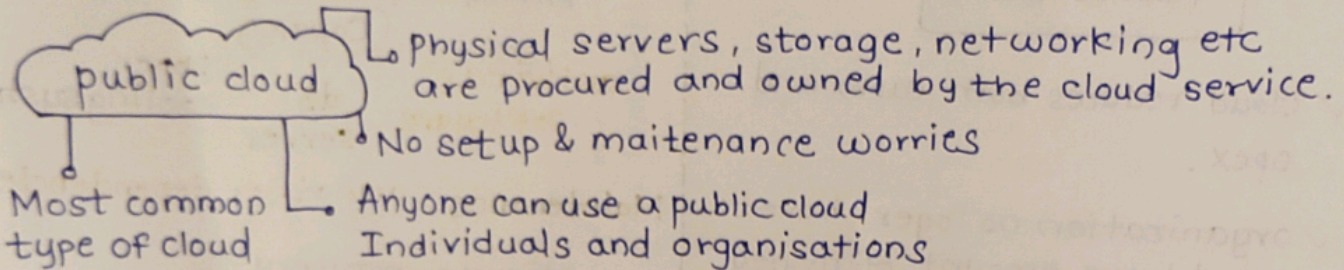 public cloud
physical servers, storage, networking etc
are procured and owned by the cloud service.
No setup & maitenance worries
Most common
type of cloud
Anyone can use a public cloud
Individuals and organisations